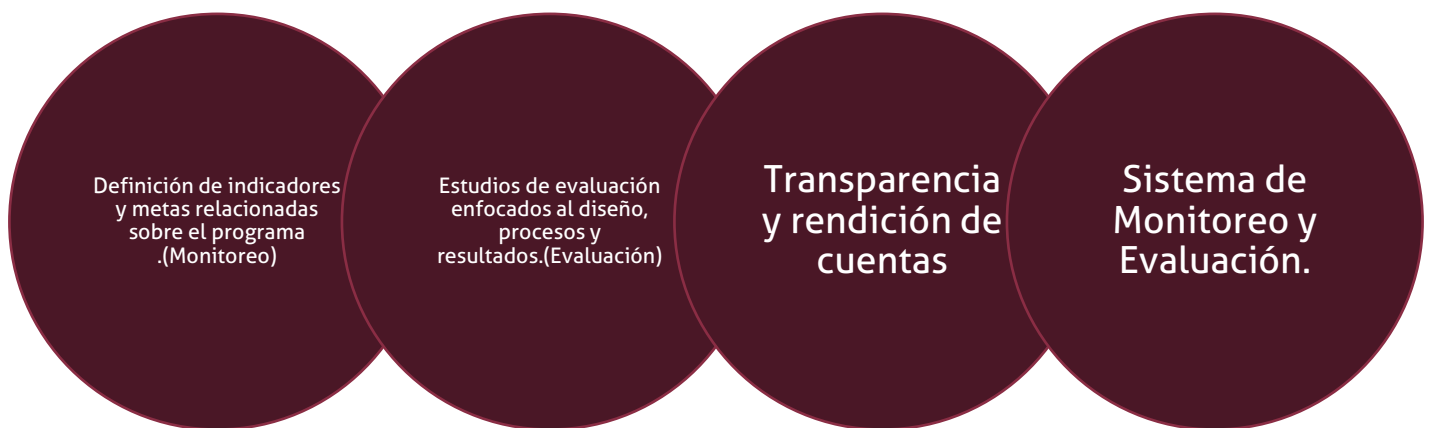 Definición de indicadores
y metas relacionadas
sobre el programa
.(Monitoreo)
Estudios de evaluación
enfocados al diseño,
procesos y
resultados.(Evaluación)
Transparencia
y rendición de
cuentas
Sistema de
Monitoreo y
Evaluación.